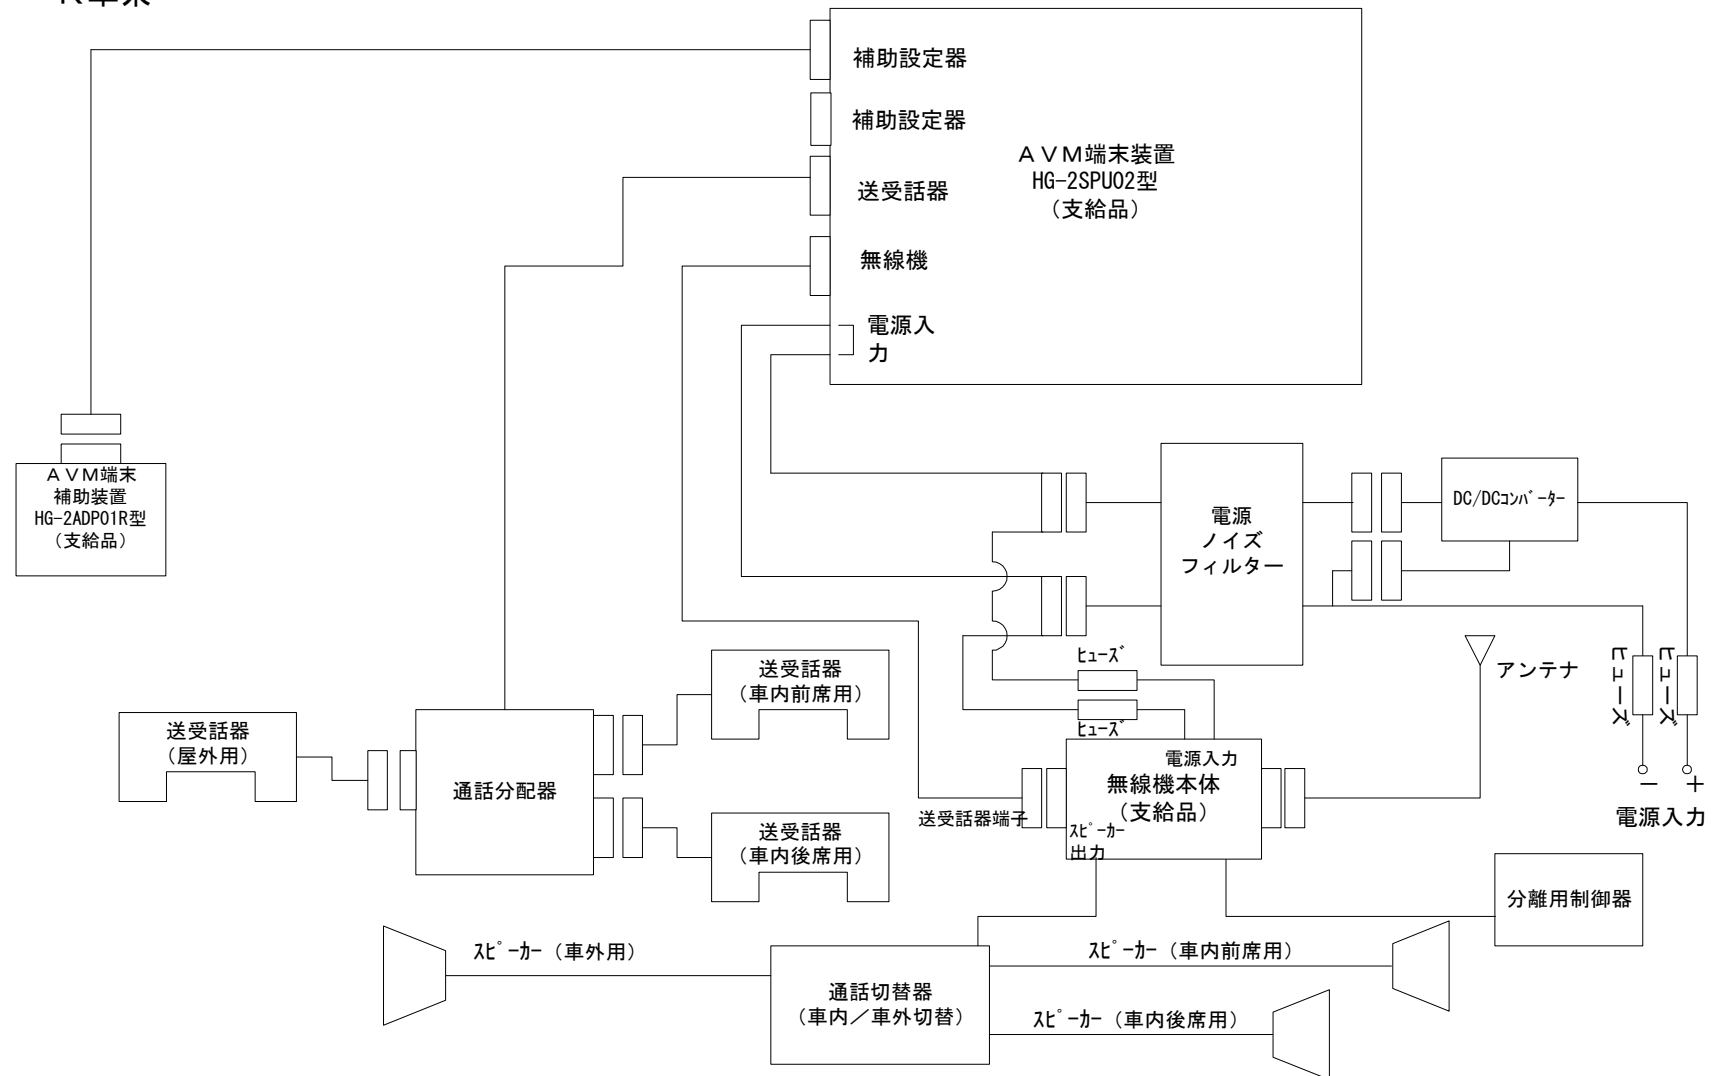 補助設定器
補助設定器
ＡＶＭ端末装置
HG-2SPU02型
（支給品）
送受話器
無線機
電源入
力
ＡＶＭ端末
補助装置
HG-2ADP01R型
（支給品）
DC/DCｺﾝﾊﾞｰﾀｰ
電源
ノイズ
フィルター
アンテナ
ヒューズ
ヒューズ
ﾋｭｰｽﾞ
ﾋｭｰｽﾞ
送受話器
（車内前席用）
送受話器
（屋外用）
通話分配器
送受話器
（車内後席用）
電源入力
無線機本体
（支給品）
送受話器端子
ｽﾋﾟｰｶｰ
出力
－
＋
電源入力
分離用制御器
ｽﾋﾟｰｶｰ（車外用）
ｽﾋﾟｰｶｰ（車内前席用）
通話切替器
（車内／車外切替）
ｽﾋﾟｰｶｰ（車内後席用）